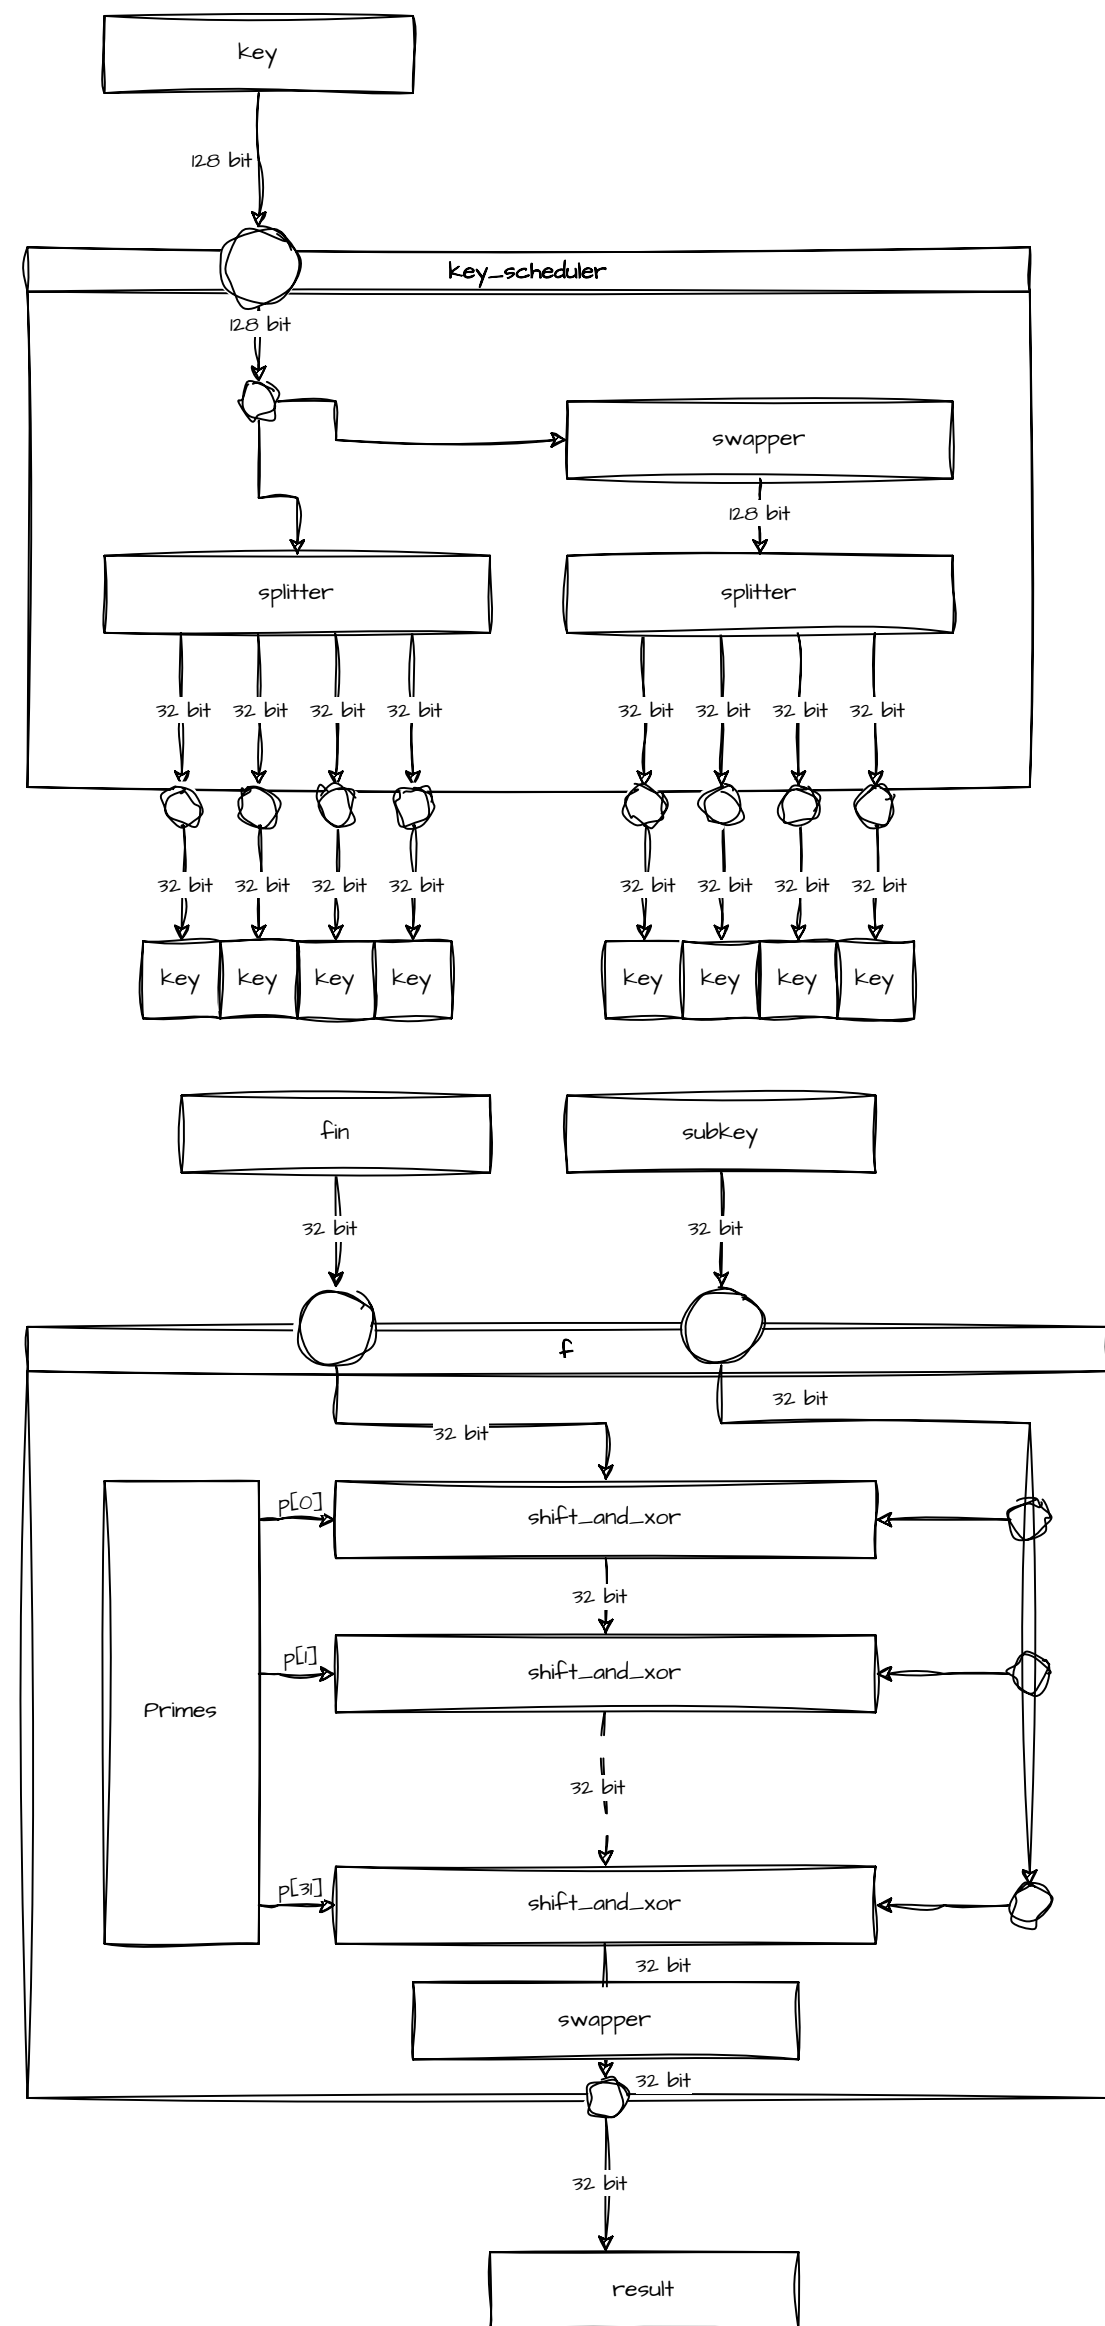 key
128 bit
key_scheduler
128 bit
swapper
128 bit
splitter splitter
32 bit 32 bit 32 bit 32 bit 32 bit 32 bit 32 bit 32 bit
32 bit 32 bit 32 bit 32 bit 32 bit 32 bit 32 bit 32 bit
key key key key key key key key
fin subkey
32 bit 32 bit
f
32 bit
32 bit
p[0] shift_and_xor
32 bit
p[1] shift_and_xor
Primes
32 bit
p[31] shift_and_xor
32 bit
swapper
32 bit
32 bit
result